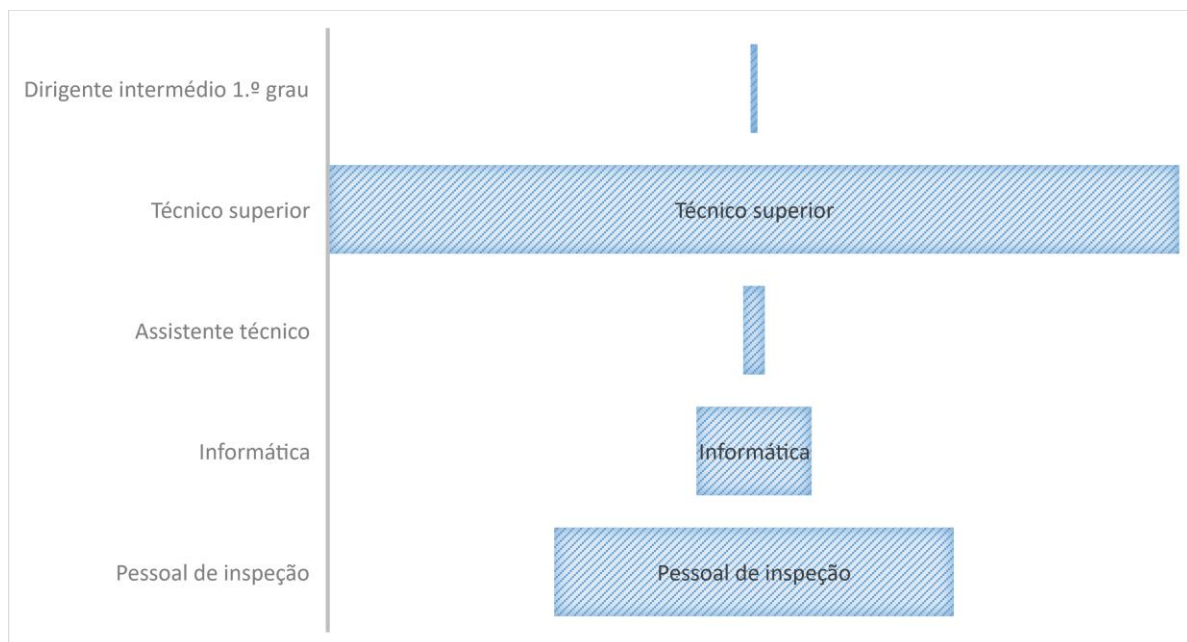 Dirigente intermédio 1.º grau
Técnico superior
Técnico superior
Assistente técnico
Informática
Informática
Pessoal de inspeção
Pessoal de inspeção